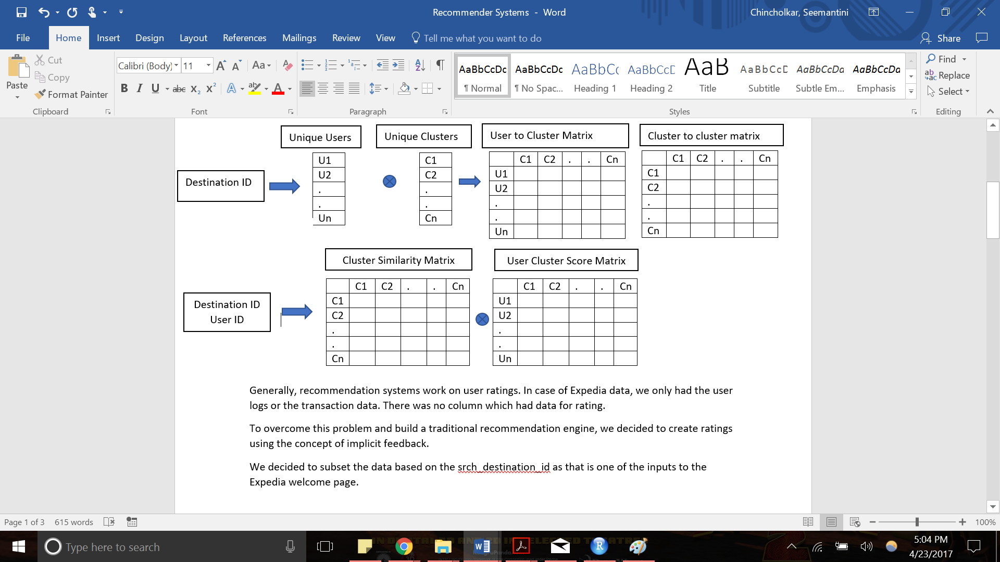 Recommender Systems - Word
Chincholkar, Seemantini
File Home Insert Design Layout References Mailings Review View Tell me what you want to do Share
Paste
Cut
Copy
Format Painter
Clipboard
Calibri (Body) 11
Aa
B I U abc X₂ X²
Font
Paragraph
AaBbCcDc AaBbCcDc AaBbCc AaBbCcE AaB AaBbCcD AaBbCcDa AaBbCcDa
¶ Normal ¶ No Spac... Heading 1 Heading 2 Title Subtitle Subtle Em... Emphasis
Styles
Find
Replace
Select
Editing
Unique Users
Unique Clusters
User to Cluster Matrix
Cluster to cluster matrix
Destination ID
U1
U2
.
.
Un
C1
C2
.
.
Cn
C1 C2 . . Cn
U1
U2
.
.
Un
C1 C2 . . Cn
C1
C2
.
.
Cn
Cluster Similarity Matrix
User Cluster Score Matrix
Destination ID
User ID
C1 C2 . . Cn
C1
C2
.
.
Cn
C1 C2 . . Cn
U1
U2
.
.
Un
Generally, recommendation systems work on user ratings. In case of Expedia data, we only had the user
logs or the transaction data. There was no column which had data for rating.
To overcome this problem and build a traditional recommendation engine, we decided to create ratings
using the concept of implicit feedback.
We decided to subset the data based on the srch_destination_id as that is one of the inputs to the
Expedia welcome page.
Page 1 of 3 615 words
100%
Type here to search
5:04 PM
4/23/2017